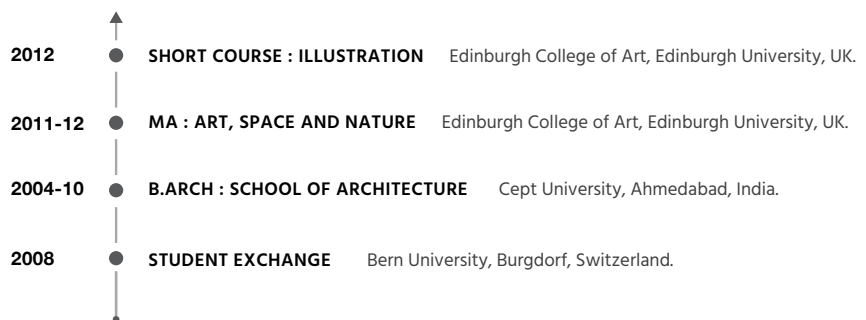 2012 SHORT COURSE : ILLUSTRATION Edinburgh College of Art, Edinburgh University, UK.
2011-12 MA : ART, SPACE AND NATURE Edinburgh College of Art, Edinburgh University, UK.
2004-10 B.ARCH : SCHOOL OF ARCHITECTURE Cept University, Ahmedabad, India.
2008 STUDENT EXCHANGE Bern University, Burgdorf, Switzerland.